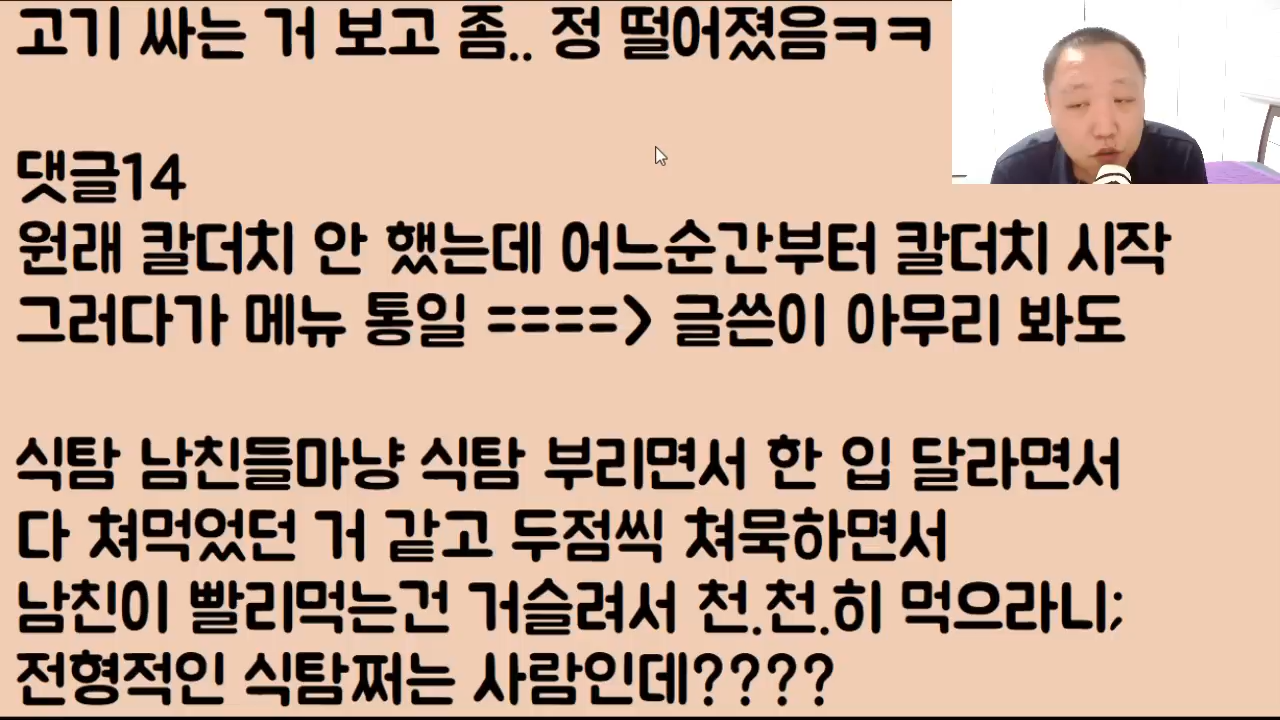 고기 싸는 거 보고 좀.. 정 떨어졌음ㅋㅋ
댓글14
원래 칼더치 안 했는데 어느순간부터 칼더치 시작
그러다가 메뉴 통일 ====> 글쓴이 아무리 봐도
식탐 남친들마냥 식탐 부리면서 한 입 달라면서
다 쳐먹었던 거 같고 두점씩 쳐묵하면서
남친이 빨리먹는건 거슬려서 천.천.히 먹으라니;
전형적인 식탐쩌는 사람인데????